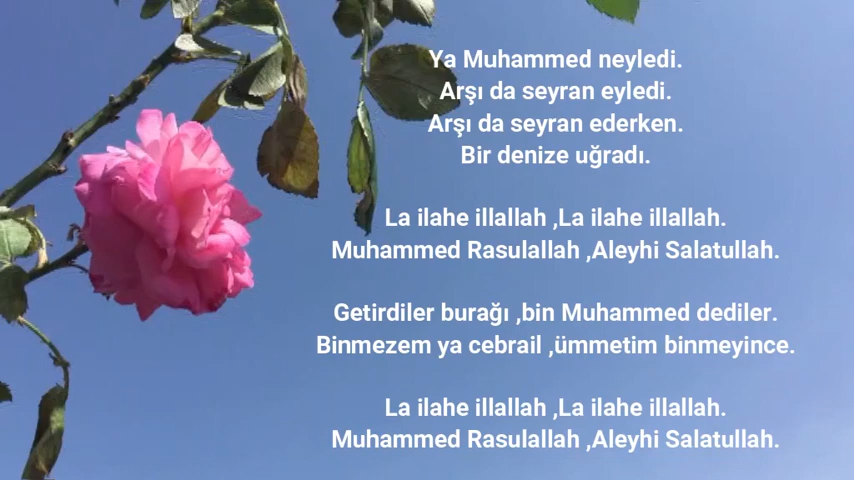 Ya Muhammed neyledi.
Arşı da seyran eyledi.
Arşı da seyran ederken.
Bir denize uğradı.
La ilahe illallah ,La ilahe illallah.
Muhammed Rasulallah ,Aleyhi Salatullah.
Getirdiler burağı ,bin Muhammed dediler.
Binmezem ya cebrail ,ümmetim binmeyince.
La ilahe illallah ,La ilahe illallah.
Muhammed Rasulallah ,Aleyhi Salatullah.